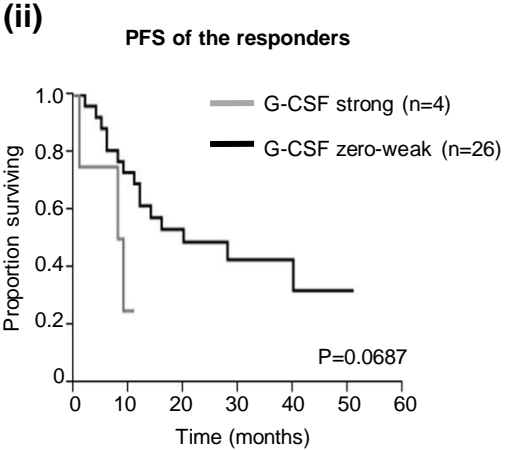 (ii)
PFS of the responders
G-CSF strong (n=4)
G-CSF zero-weak (n=26)
Proportion surviving
1.0
0.8
0.6
0.4
0.2
0
P=0.0687
0 10 20 30 40 50 60
Time (months)